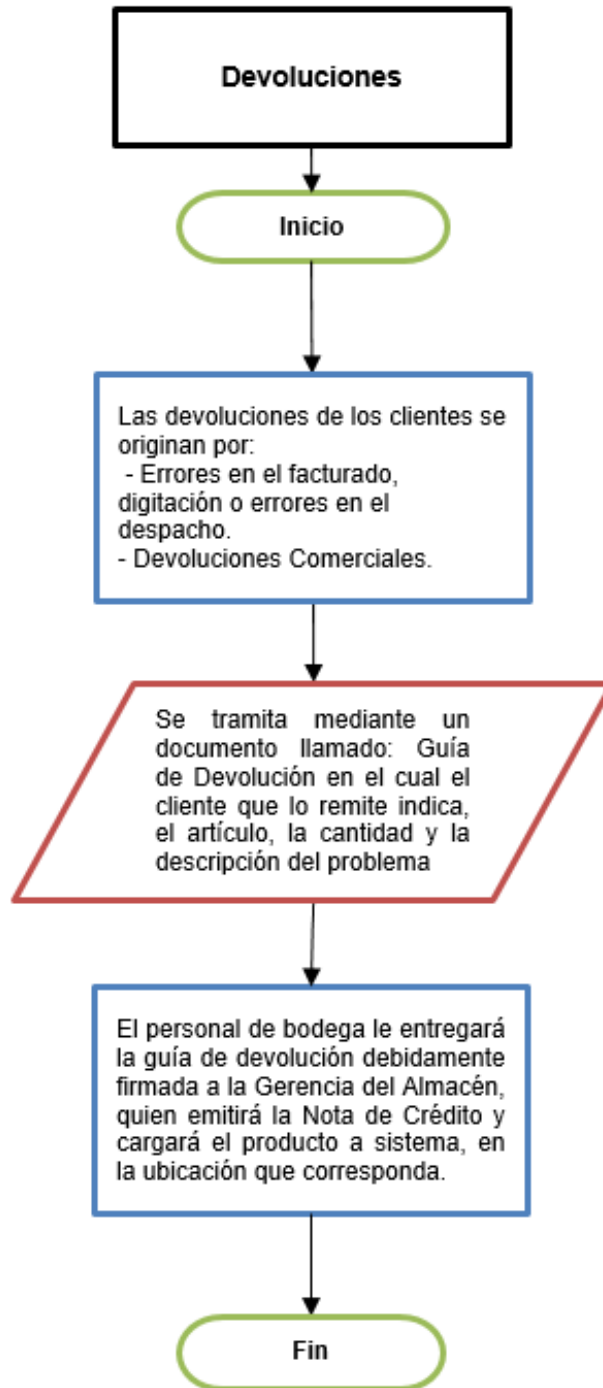 Devoluciones
Inicio
Las devoluciones de los clientes se
originan por:
- Errores en el facturado,
digitación o errores en el
despacho.
- Devoluciones Comerciales.
Se tramita mediante un
documento llamado: Guía
de Devolución en el cual el
cliente que lo remite indica,
el artículo, la cantidad y la
descripción del problema
El personal de bodega le entregará
la guía de devolución debidamente
firmada a la Gerencia del Almacén,
quien emitirá la Nota de Crédito y
cargará el producto a sistema, en
la ubicación que corresponda.
Fin